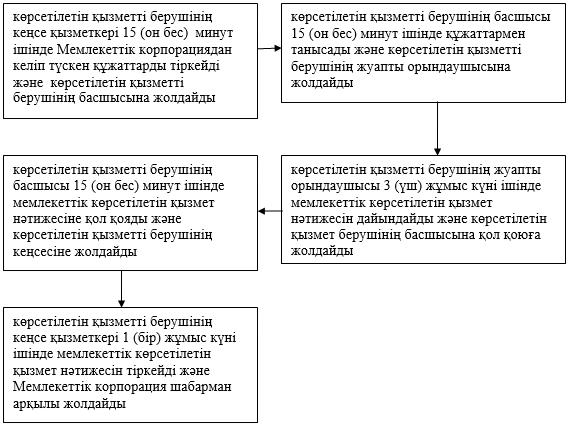 көрсетілетін қызметті берушінің
кеңсе қызметкері 15 (он бес) минут
ішінде Мемлекеттік корпорациядан
келіп түскен құжаттарды тіркейді
және көрсетілетін қызметті
берушінің басшысына жолдайды
көрсетілетін қызметті берушінің басшысы
15 (он бес) минут ішінде құжаттармен
танысады және көрсетілетін қызметті
берушінің жуапты орындаушысына
жолдайды
көрсетілетін қызметті берушінің жуапты
орындаушысы 3 (үш) жұмыс күні ішінде
мемлекеттік көрсетілетін қызмет
нәтижесін дайындайды және көрсетілетін
қызмет берушінің басшысына қол қоюға
жолдайды
көрсетілетін қызметті берушінің
басшысы 15 (он бес) минут ішінде
мемлекеттік көрсетілетін қызмет
нәтижесіне қол қояды және
көрсетілетін қызметті берушінің
кеңсесіне жолдайды
көрсетілетін қызметті берушінің
кеңсе қызметкері 1 (бір) жұмыс күні
ішінде мемлекеттік көрсетілетін
қызмет нәтижесін тіркейді және
Мемлекеттік корпорация шабарман
арқылы жолдайды